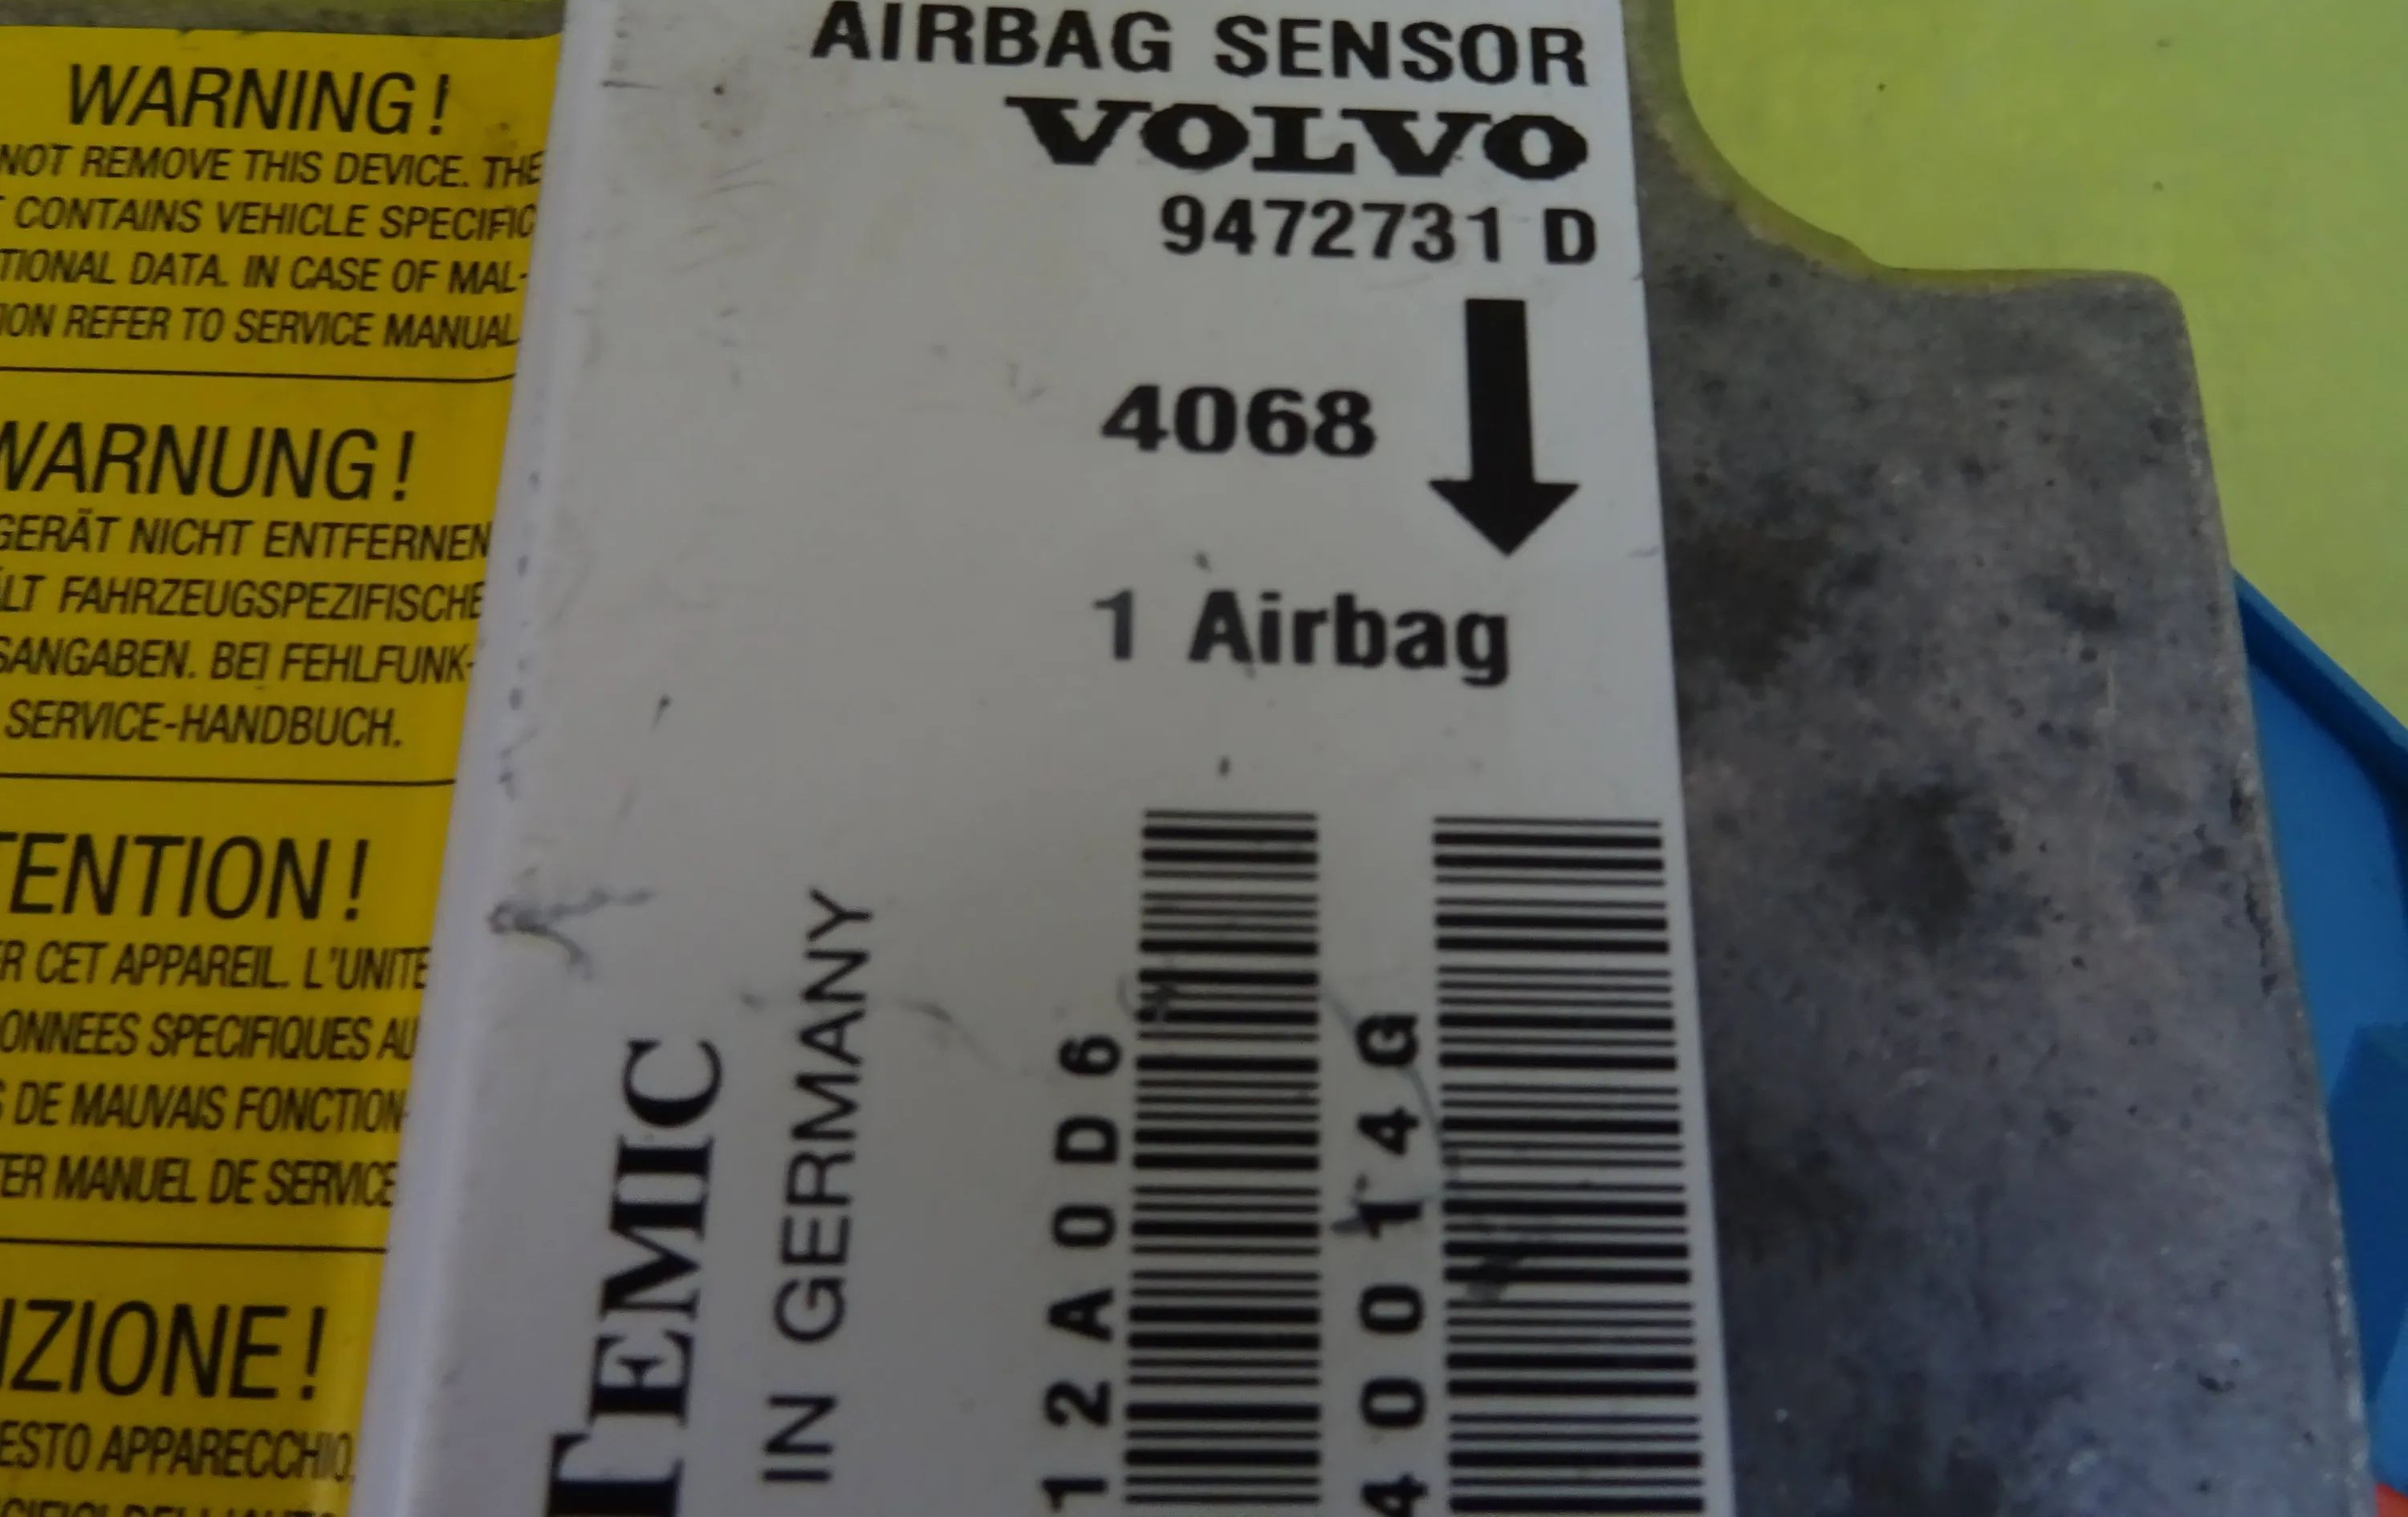 WARNING!
NOT REMOVE THIS DEVICE. THE
CONTAINS VEHICLE SPECIFIC
TIONAL DATA. IN CASE OF MAL-
ION REFER TO SERVICE MANUAL
WARNUNG!
GERÄT NICHT ENTFERNEN
ÄLT FAHRZEUGSPEZIFISCHE
SANGABEN. BEI FEHLFUNK-
SERVICE-HANDBUCH.
TENTION!
ER CET APPAREIL. L'UNITE
ONNEES SPECIFIQUES AU
S DE MAUVAIS FONCTION-
TER MANUEL DE SERVICE
IZIONE!
ESTO APPARECCHIO,
AIRBAG SENSOR
VOLVO
9472731 D
4068
1 Airbag
TEMIC
IN GERMANY
12A0D6
40014G